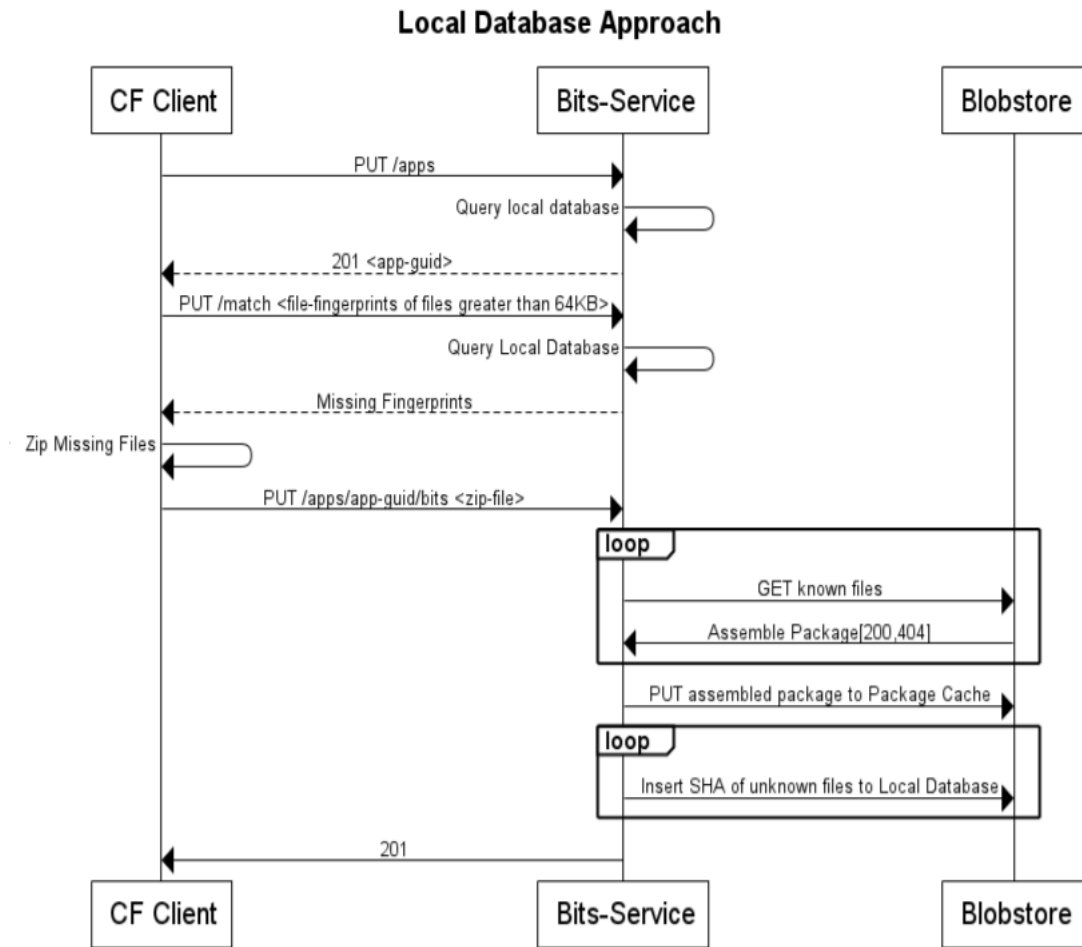 Local Database Approach
CF Client
Bits-Service
Blobstore
PUT /apps
Query local database
201 <app-guid>
PUT /match <file-fingerprints of files greater than 64KB>
Query Local Database
Missing Fingerprints
Zip Missing Files
PUT /apps/app-guid/bits <zip-file>
loop
GET known files
Assemble Package[200,404]
PUT assembled package to Package Cache
loop
Insert SHA of unknown files to Local Database
201
CF Client
Bits-Service
Blobstore